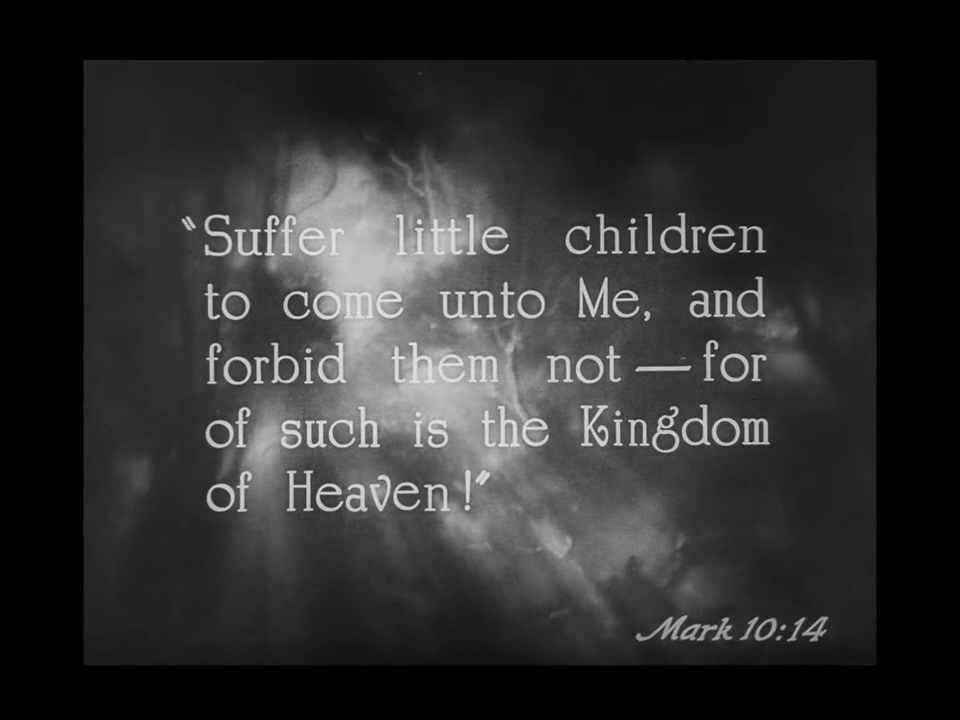 “Suffer little children
to come unto Me, and
forbid them not — for
of such is the Kingdom
of Heaven!”
Mark 10:14